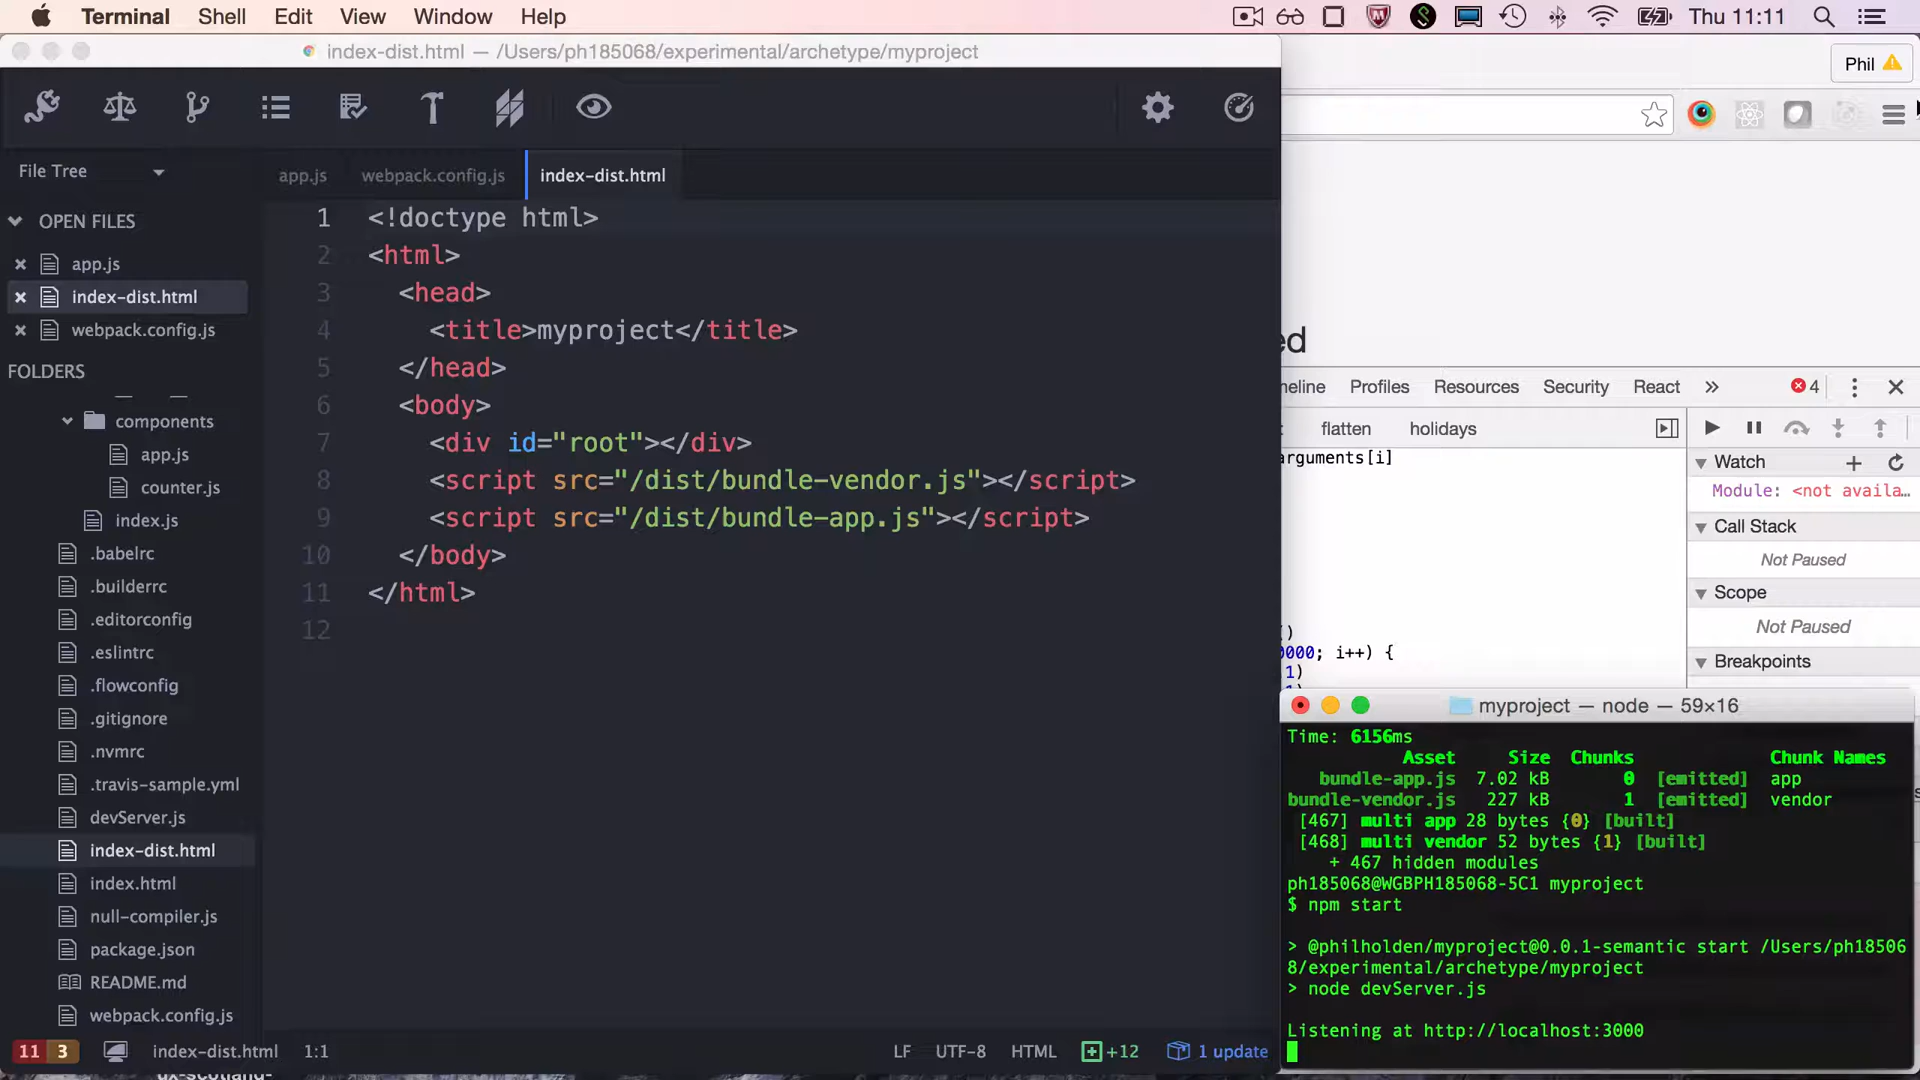 Terminal Shell Edit View Window Help Thu 11:11
index-dist.html — /Users/ph185068/experimental/archetype/myproject
Phil
File Tree
app.js webpack.config.js index-dist.html
OPEN FILES
app.js
index-dist.html
webpack.config.js
FOLDERS
components
app.js
counter.js
index.js
.babelrc
.builderrc
.editorconfig
.eslintrc
.flowconfig
.gitignore
.nvmrc
.travis-sample.yml
devServer.js
index-dist.html
index.html
null-compiler.js
package.json
README.md
webpack.config.js
1 <!doctype html>
2 <html>
3 <head>
4 <title>myproject</title>
5 </head>
6 <body>
7 <div id="root"></div>
8 <script src="/dist/bundle-vendor.js"></script>
9 <script src="/dist/bundle-app.js"></script>
10 </body>
11 </html>
12
11 3 index-dist.html 1:1 LF UTF-8 HTML +12 1 update
ed
neline Profiles Resources Security React » 4
flatten holidays
arguments[i]
()
0000; i++) {
1)
Watch
Module: <not availa…
Call Stack
Not Paused
Scope
Not Paused
Breakpoints
myproject — node — 59×16
Time: 6156ms
Asset Size Chunks Chunk Names
bundle-app.js 7.02 kB 0 [emitted] app
bundle-vendor.js 227 kB 1 [emitted] vendor
[467] multi app 28 bytes {0} [built]
[468] multi vendor 52 bytes {1} [built]
+ 467 hidden modules
ph185068@WGBPH185068-5C1 myproject
$ npm start
> @philholden/myproject@0.0.1-semantic start /Users/ph18506
8/experimental/archetype/myproject
> node devServer.js
Listening at http://localhost:3000